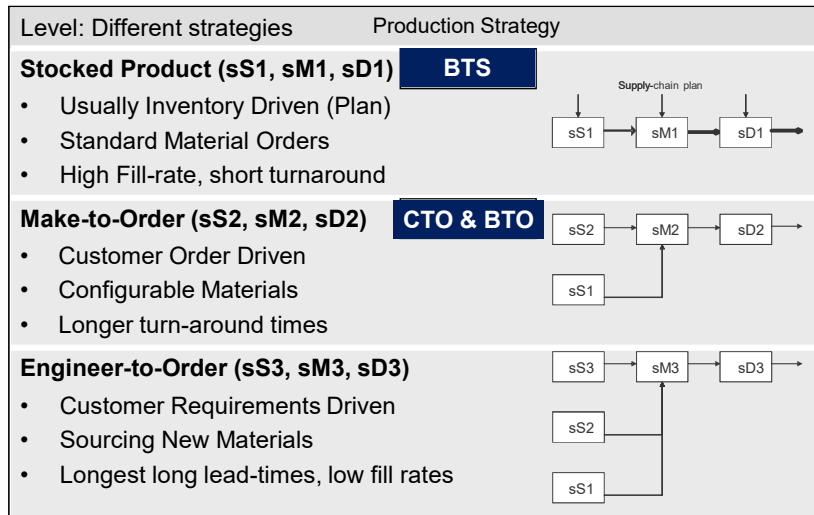 Level: Different strategies Production Strategy
Stocked Product (sS1, sM1, sD1) BTS
• Usually Inventory Driven (Plan)
• Standard Material Orders
• High Fill-rate, short turnaround
Supply-chain plan
sS1 sM1 sD1
Make-to-Order (sS2, sM2, sD2) CTO & BTO
• Customer Order Driven
• Configurable Materials
• Longer turn-around times
sS2 sM2 sD2
sS1
Engineer-to-Order (sS3, sM3, sD3)
• Customer Requirements Driven
• Sourcing New Materials
• Longest long lead-times, low fill rates
sS3 sM3 sD3
sS2
sS1